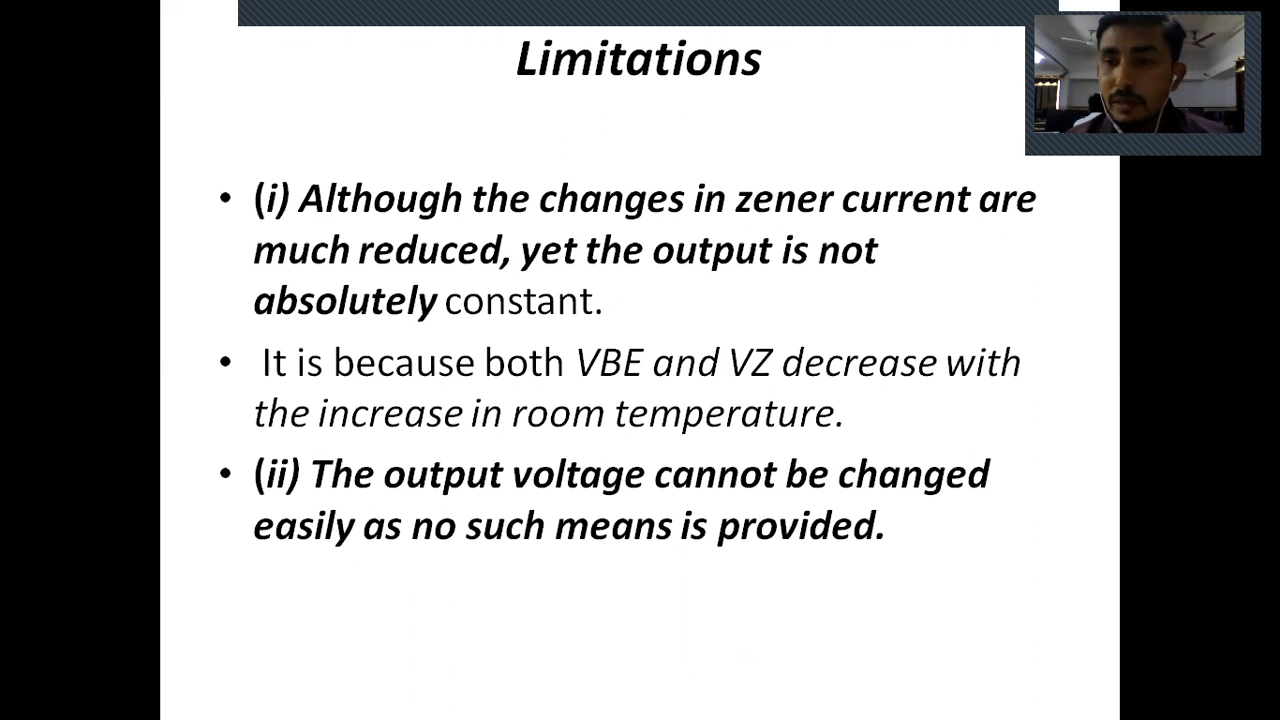 Limitations
• (i) Although the changes in zener current are
much reduced, yet the output is not
absolutely constant.
• It is because both VBE and VZ decrease with
the increase in room temperature.
• (ii) The output voltage cannot be changed
easily as no such means is provided.